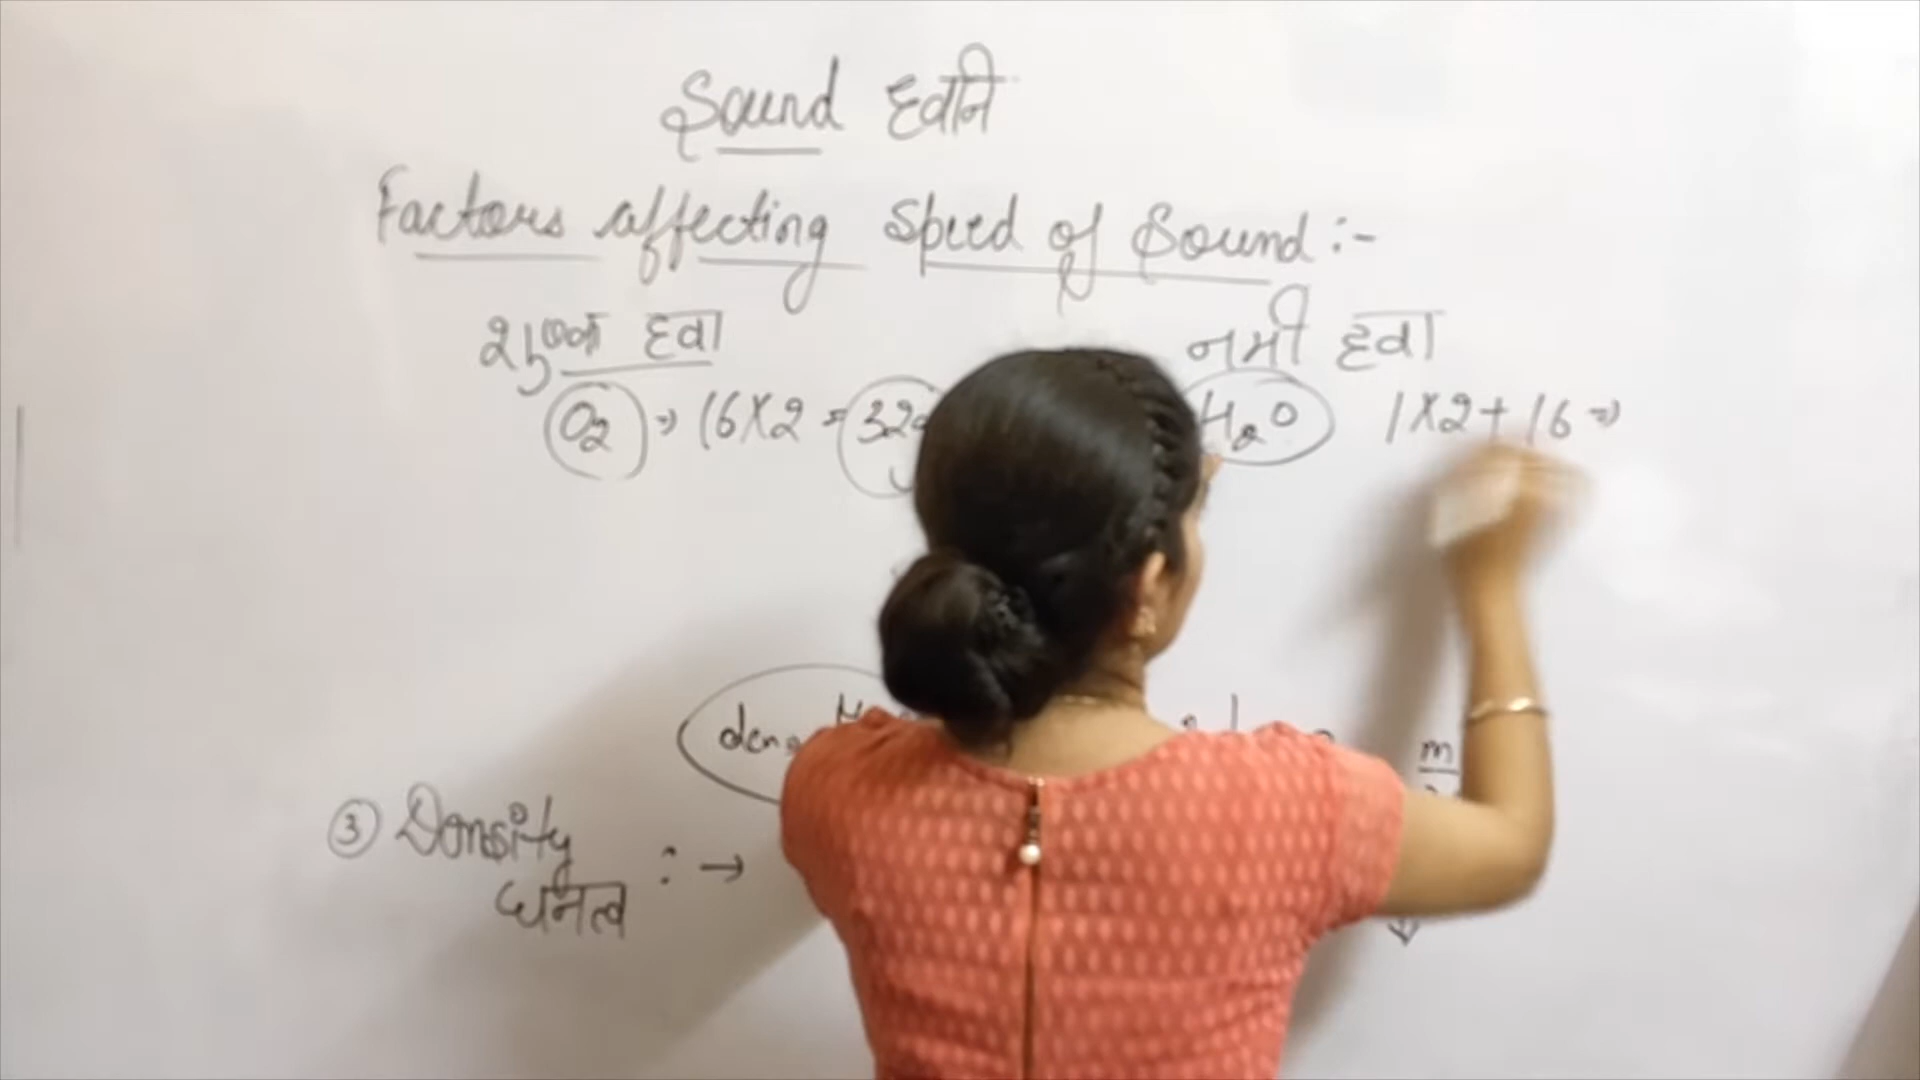 Sound ध्वनि
Factors affecting Speed of Sound :-
शुष्क हवा नमी हवा
O2 → 16X2 = 32 H2O 1X2+16 ⇒
m
③ Density : →
घनत्व